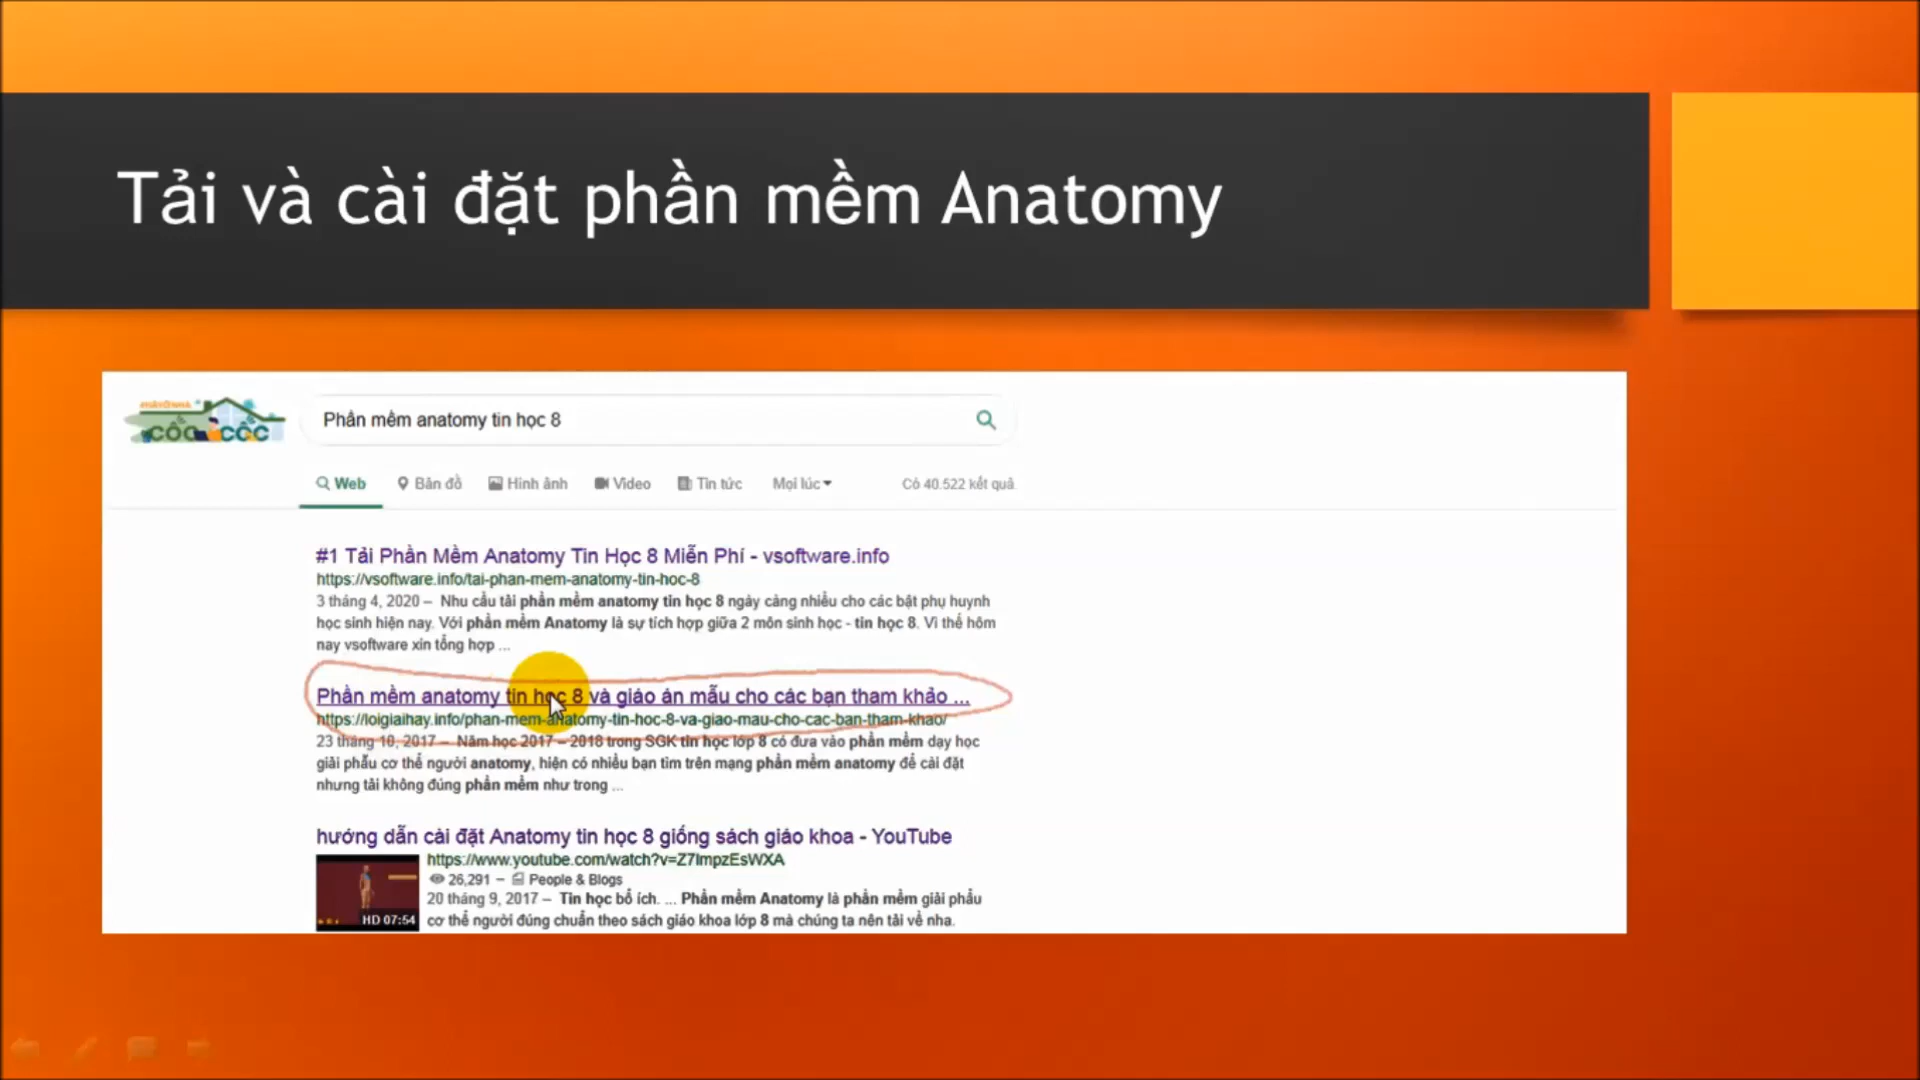 Tải và cài đặt phần mềm Anatomy
CỐC CỐC
Phần mềm anatomy tin học 8
Web Bản đồ Hình ảnh Video Tin tức Mọi lúc Có 40.522 kết quả
#1 Tải Phần Mềm Anatomy Tin Học 8 Miễn Phí - vsoftware.info
https://vsoftware.info/tai-phan-mem-anatomy-tin-hoc-8
3 tháng 4, 2020 – Nhu cầu tải phần mềm anatomy tin học 8 ngày càng nhiều cho các bật phụ huynh
học sinh hiện nay. Với phần mềm Anatomy là sự tích hợp giữa 2 môn sinh học - tin học 8. Vì thế hôm
nay vsoftware xin tổng hợp ...
Phần mềm anatomy tin học 8 và giáo án mẫu cho các bạn tham khảo ...
https://loigiaihay.info/phan-mem-anatomy-tin-hoc-8-va-giao-mau-cho-cac-ban-tham-khao/
23 tháng 10, 2017 – Năm học 2017 – 2018 trong SGK tin học lớp 8 có đưa vào phần mềm dạy học
giải phẫu cơ thể người anatomy, hiện có nhiều bạn tìm trên mạng phần mềm anatomy để cài đặt
nhưng tải không đúng phần mềm như trong ...
hướng dẫn cài đặt Anatomy tin học 8 giống sách giáo khoa - YouTube
https://www.youtube.com/watch?v=Z7ImpzEsWXA
26,291 – People & Blogs
20 tháng 9, 2017 – Tin học bổ ích. ... Phần mềm Anatomy là phần mềm giải phẫu
HD 07:54 cơ thể người đúng chuẩn theo sách giáo khoa lớp 8 mà chúng ta nên tải về nha.